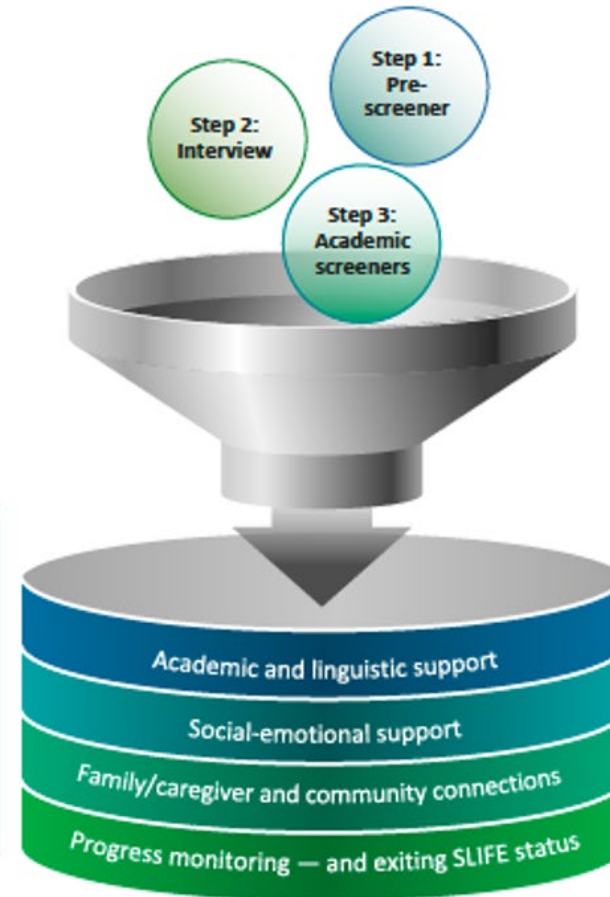 Step 1:
Pre-
screener
Step 2:
Interview
Step 3:
Academic
screeners
Academic and linguistic support
Social-emotional support
Family/caregiver and community connections
Progress monitoring — and exiting SLIFE status